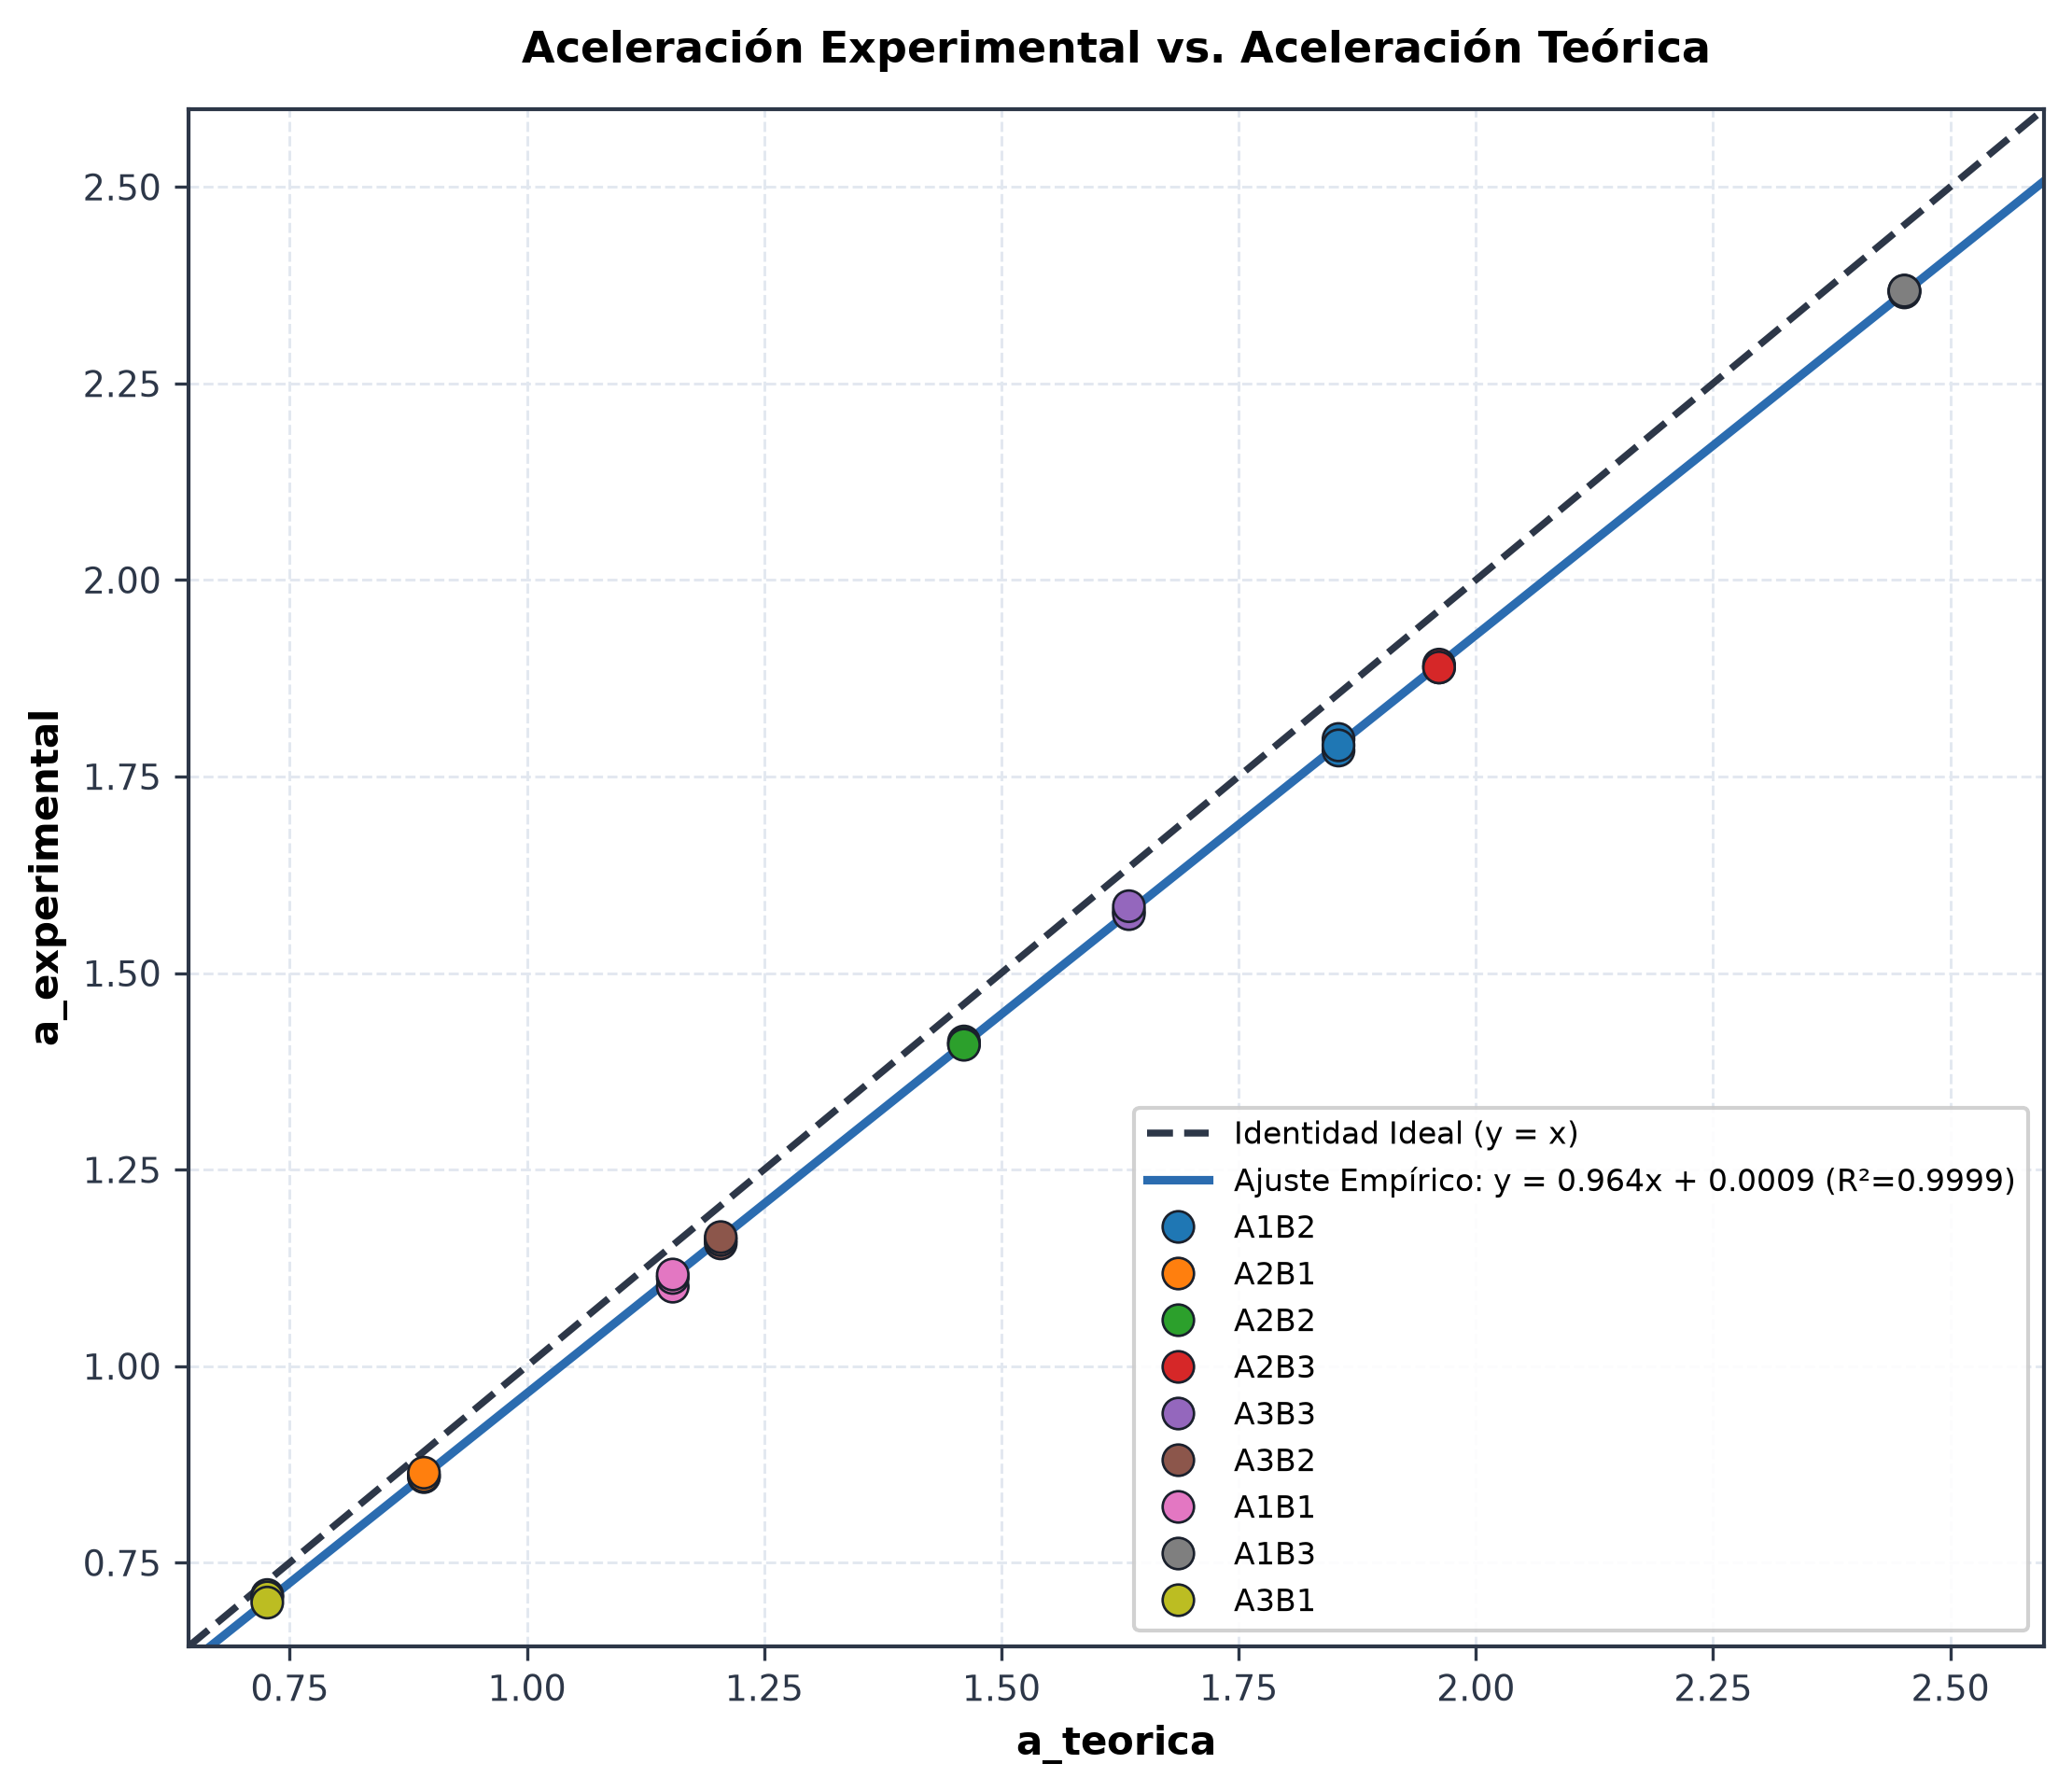 Aceleración Experimental vs. Aceleración Teórica
a_experimental
2.50
2.25
2.00
1.75
1.50
1.25
1.00
0.75
Identidad Ideal (y = x)
Ajuste Empírico: y = 0.964x + 0.0009 (R²=0.9999)
A1B2
A2B1
A2B2
A2B3
A3B3
A3B2
A1B1
A1B3
A3B1
0.75 1.00 1.25 1.50 1.75 2.00 2.25 2.50
a_teorica